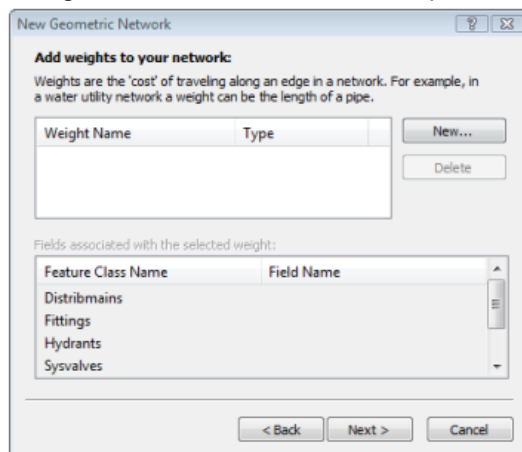 New Geometric Network
Add weights to your network:
Weights are the 'cost' of traveling along an edge in a network. For example, in
a water utility network a weight can be the length of a pipe.
Weight Name Type
New...
Delete
Fields associated with the selected weight:
Feature Class Name Field Name
Distribmains
Fittings
Hydrants
Sysvalves
< Back Next > Cancel